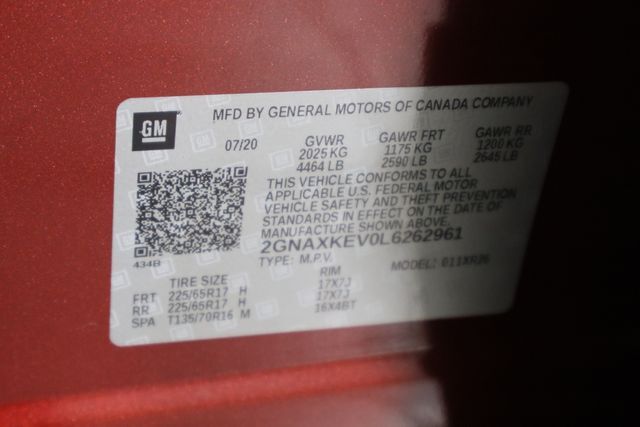 GM
MFD BY GENERAL MOTORS OF CANADA COMPANY
07/20 GVWR GAWR FRT GAWR RR
2025 KG 1175 KG 1200 KG
4464 LB 2590 LB 2645 LB
THIS VEHICLE CONFORMS TO ALL
APPLICABLE U.S. FEDERAL MOTOR
VEHICLE SAFETY AND THEFT PREVENTION
STANDARDS IN EFFECT ON THE DATE OF
MANUFACTURE SHOWN ABOVE.
2GNAXKEV0L6262961
434B
TYPE: M.P.V. MODEL: 011XR26
TIRE SIZE RIM
FRT 225/65R17 H 17X7J
RR 225/65R17 H 17X7J
SPA T135/70R16 M 16X4BT